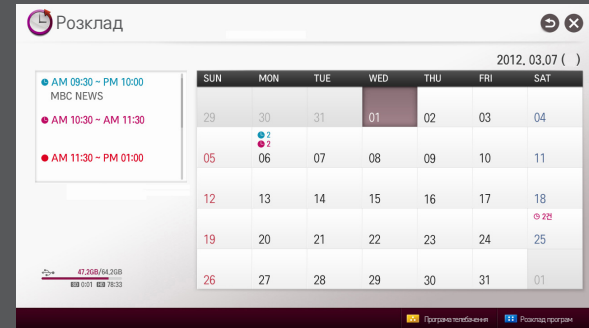 Розклад
2012. 03.07 ( )
AM 09:30 ~ PM 10:00
MBC NEWS
AM 10:30 ~ AM 11:30
AM 11:30 ~ PM 01:00
SUN MON TUE WED THU FRI SAT
29 30 31 01 02 03 04
2
2
05 06 07 08 09 10 11
12 13 14 15 16 17 18
2건
19 20 21 22 23 24 25
26 27 28 29 30 31 01
47,2GB/64,2GB
SD 0:01 HD 78:33
Програма телебачення Розклад програм